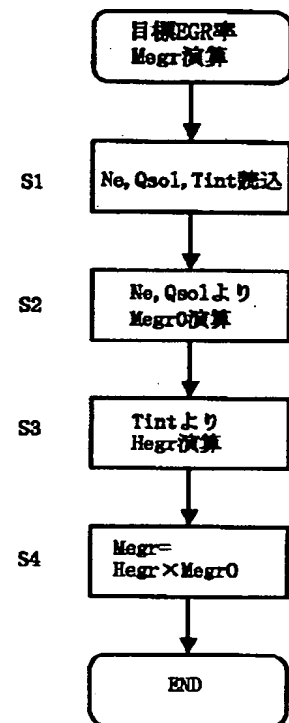 目標EGR率
Megr演算
S1
Ne,Qsol,Tint読込
S2
Ne,Qsolより
Megr0演算
S3
Tintより
Hegr演算
S4
Megr=
Hegr×Megr0
END